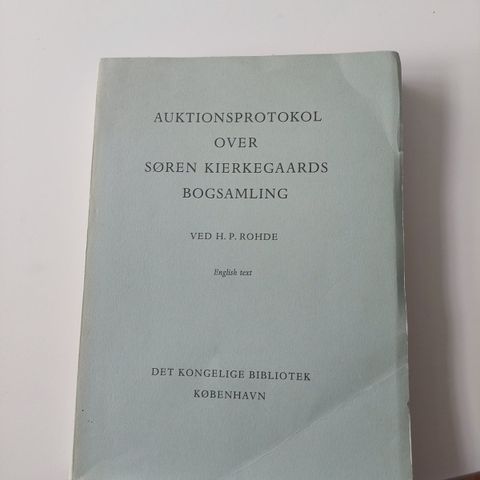 AUKTIONSPROTOKOL
OVER
SØREN KIERKEGAARDS
BOGSAMLING
VED H. P. ROHDE
English text
DET KONGELIGE BIBLIOTEK
KØBENHAVN